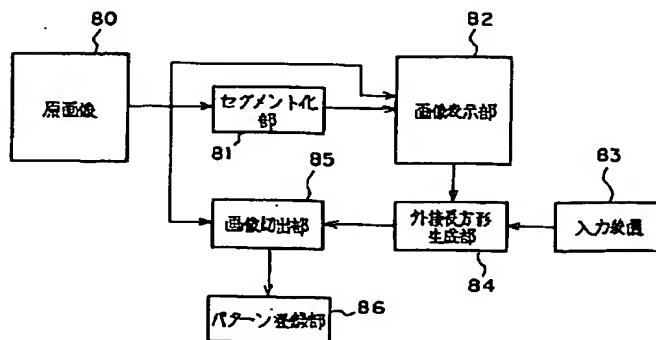 80
原画像
セグメント化
部
81
82
画像表示部
83
入力装置
外接長方形
生成部
84
85
画像切出部
パターン登録部
86